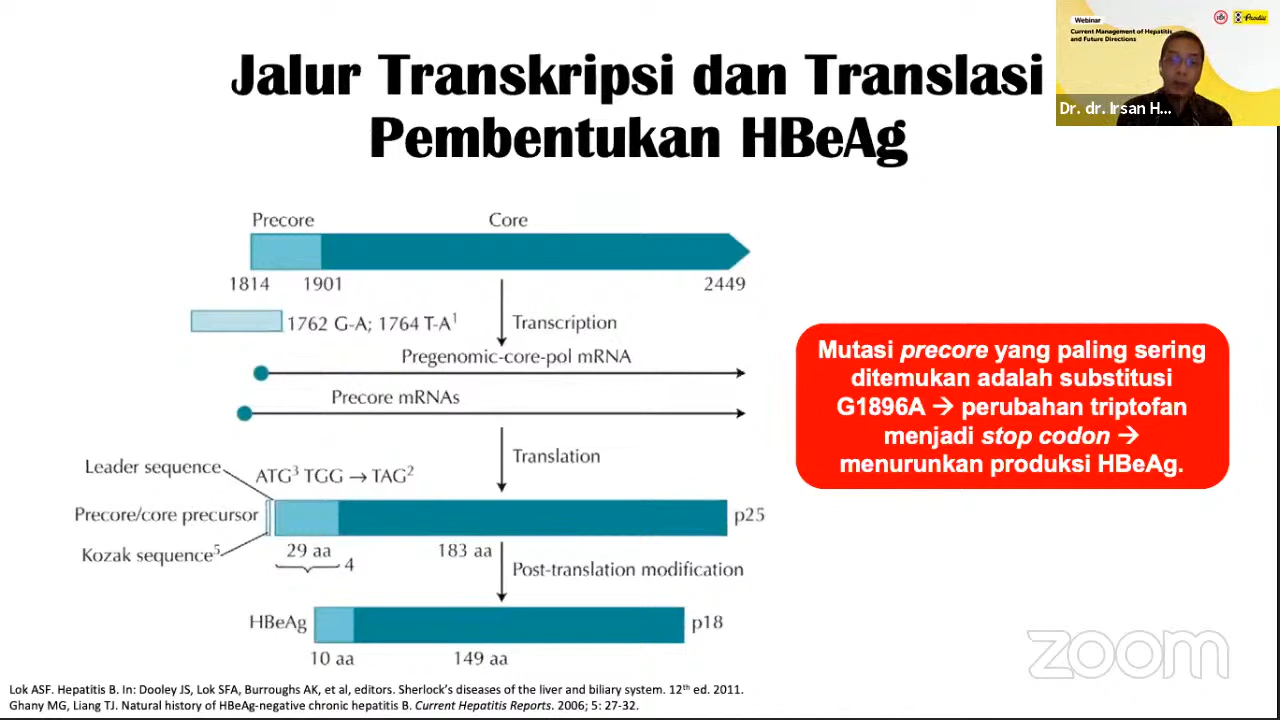 Webinar
Prodia
Current Management of Hepatitis
and Future Directions
Dr. dr. Irsan H...
Jalur Transkripsi dan Translasi
Pembentukan HBeAg
Precore Core
1814 1901 2449
1762 G-A; 1764 T-A¹
Transcription
Pregenomic-core-pol mRNA
Precore mRNAs
Translation
Leader sequence
ATG³ TGG → TAG²
Precore/core precursor
p25
Kozak sequence⁵
29 aa 183 aa
4
Post-translation modification
HBeAg
p18
10 aa 149 aa
Mutasi precore yang paling sering
ditemukan adalah substitusi
G1896A → perubahan triptofan
menjadi stop codon →
menurunkan produksi HBeAg.
zoom
Lok ASF. Hepatitis B. In: Dooley JS, Lok SFA, Burroughs AK, et al, editors. Sherlock's diseases of the liver and biliary system. 12th ed. 2011.
Ghany MG, Liang TJ. Natural history of HBeAg-negative chronic hepatitis B. Current Hepatitis Reports. 2006; 5: 27-32.